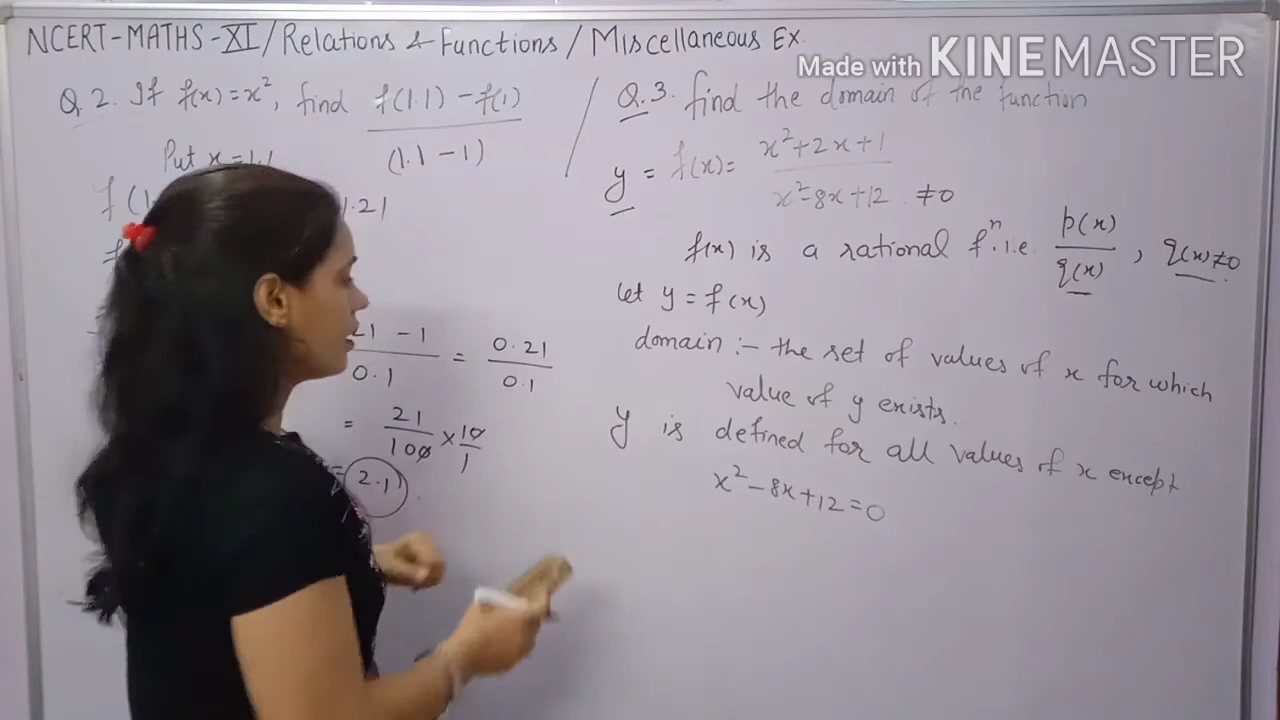 NCERT-MATHS-XI/Relations & Functions/Miscellaneous Ex.
Made with KINEMASTER
Q.2. If f(x)=x², find f(1.1) - f(1) / (1.1 - 1)
Put x = 1.1
f(1. 1.21
f
21 - 1 / 0.1 = 0.21 / 0.1
= 21/100 × 10/1
= 2.1
Q.3. find the domain of the function
y = f(x) = x²+2x+1 / x²-8x+12 ≠0
f(x) is a rational fⁿ. i.e. p(x)/q(x), q(x)≠0
let y = f(x)
domain :- the set of values of x for which
value of y exists.
y is defined for all values of x except
x²-8x+12=0